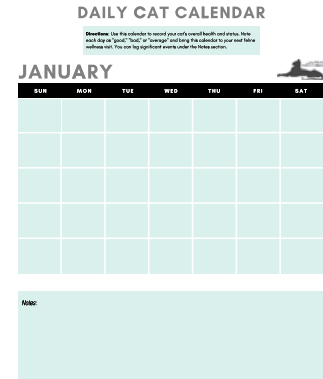 DAILY CAT CALENDAR
Directions: Use this calendar to record your cat's overall health and status. Note
each day as "good," "bad," or "average" and bring this calendar to your next feline
wellness visit. You can log significant events under the Notes section.
JANUARY
SUN MON TUE WED THU FRI SAT
Notes: